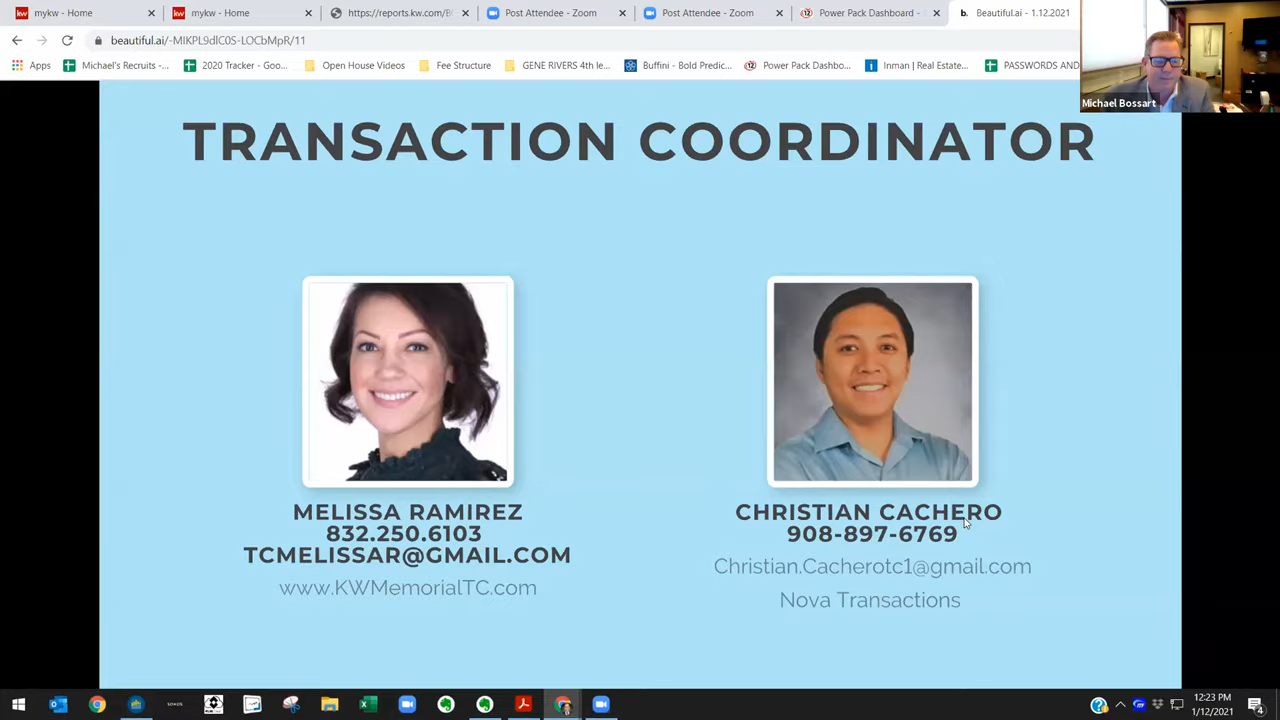 mykw - Home
mykw - Home
https://reports.kw.com/B
Post Attendee - Zoom
Post Attendee - Zoom
Power Pack Dashboard -
Beautiful.ai - 1.12.2021
beautiful.ai/-MIKPL9dlC0S-LOCbMpR/11
Apps
Michael's Recruits -...
2020 Tracker - Goo...
Open House Videos
Fee Structure
GENE RIVERS 4th le...
Buffini - Bold Predic...
Power Pack Dashbo...
Inman | Real Estate...
PASSWORDS AND
Michael Bossart
TRANSACTION COORDINATOR
MELISSA RAMIREZ
832.250.6103
TCMELISSAR@GMAIL.COM
www.KWMemorialTC.com
CHRISTIAN CACHERO
908-897-6769
Christian.Cacherotc1@gmail.com
Nova Transactions
SONOS
12:23 PM
1/12/2021
4